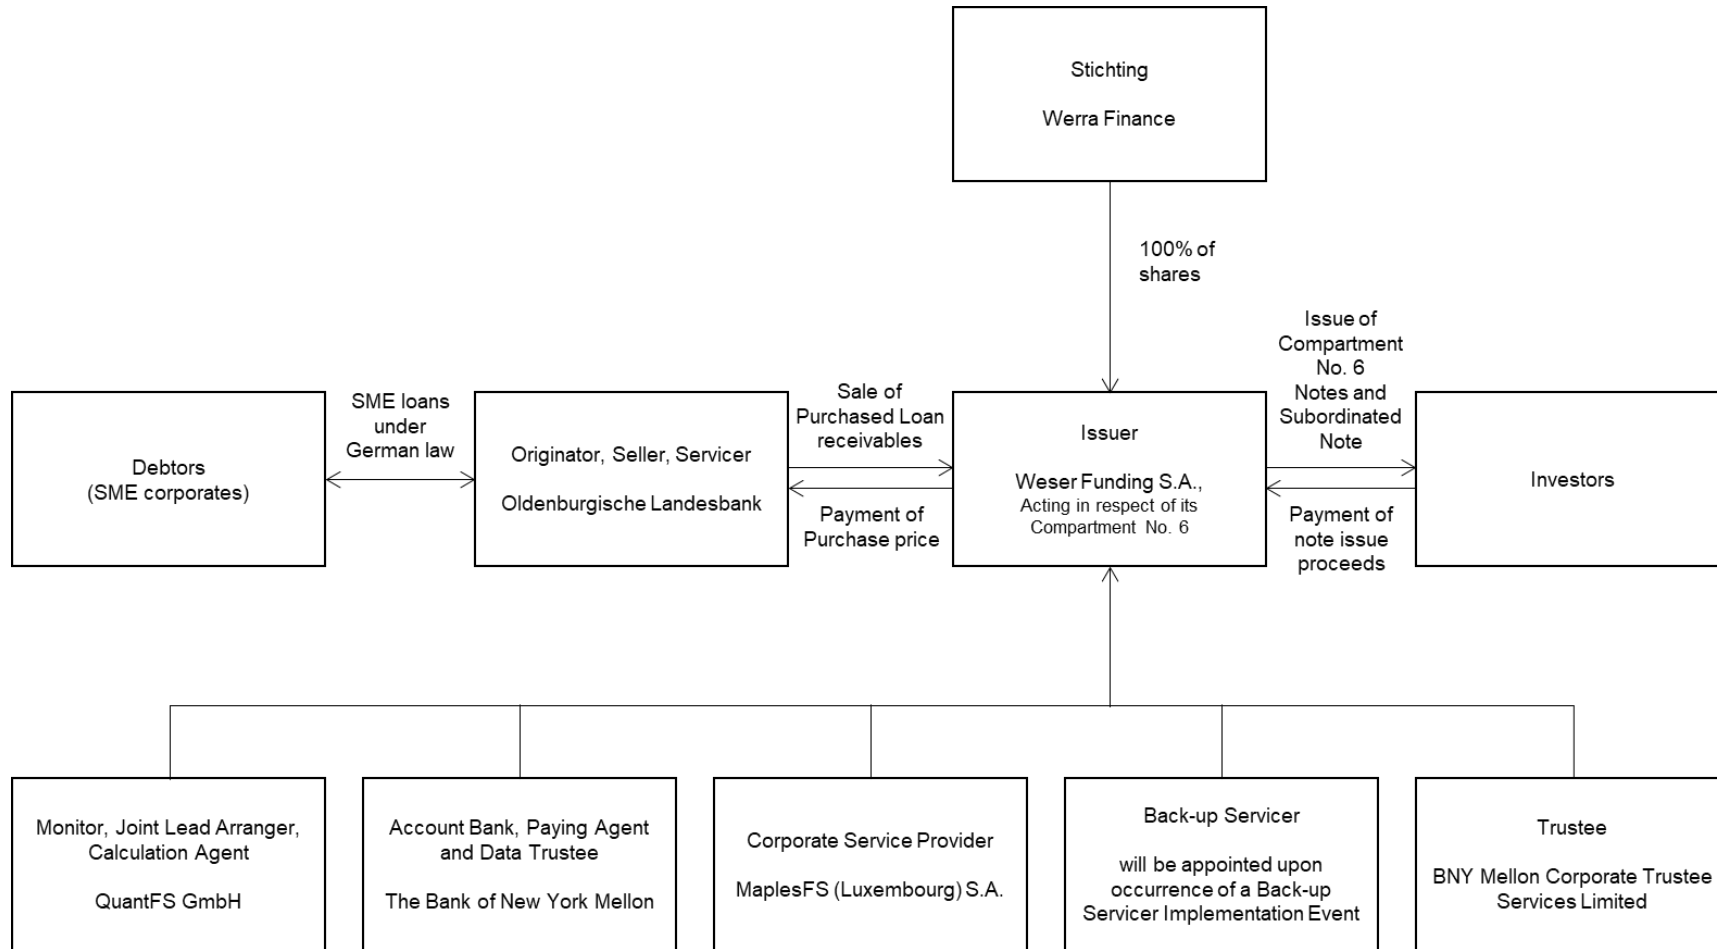 Stichting
Werra Finance
100% of
shares
Issue of
Compartment
No. 6
Notes and
Subordinated
Note
SME loans
under
German law
Sale of
Purchased Loan
receivables
Debtors
(SME corporates)
Originator, Seller, Servicer
Oldenburgische Landesbank
Issuer
Weser Funding S.A.,
Acting in respect of its
Compartment No. 6
Investors
Payment of
Purchase price
Payment of
note issue
proceeds
Monitor, Joint Lead Arranger,
Calculation Agent
QuantFS GmbH
Account Bank, Paying Agent
and Data Trustee
The Bank of New York Mellon
Corporate Service Provider
MaplesFS (Luxembourg) S.A.
Back-up Servicer
will be appointed upon
occurrence of a Back-up
Servicer Implementation Event
Trustee
BNY Mellon Corporate Trustee
Services Limited